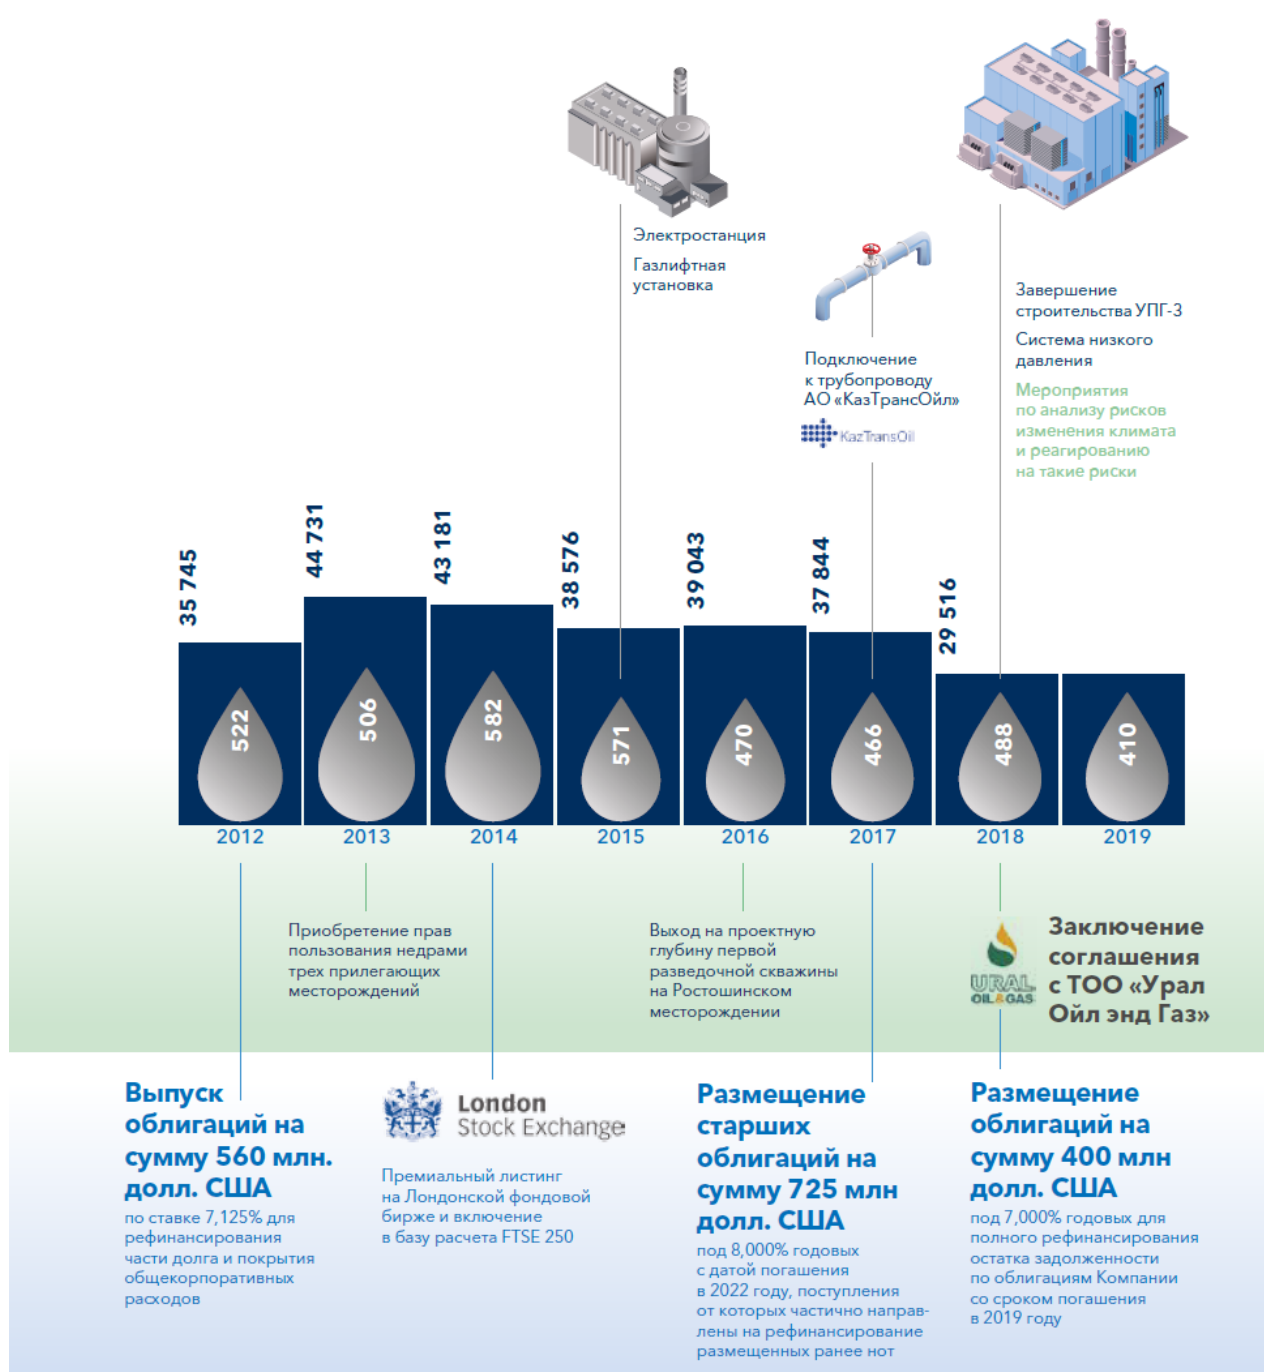 Электростанция
Газлифтная
установка
Подключение
к трубопроводу
АО «КазТрансОйл»
KazTransOil
Завершение
строительства УПГ-3
Система низкого
давления
Мероприятия
по анализу рисков
изменения климата
и реагированию
на такие риски
35 745
44 731
43 181
38 576
39 043
37 844
29 516
522
506
582
571
470
466
488
410
2012
2013
2014
2015
2016
2017
2018
2019
Приобретение прав
пользования недрами
трех прилегающих
месторождений
Выход на проектную
глубину первой
разведочной скважины
на Ростошинском
месторождении
URAL
OIL & GAS
Заключение
соглашения
с ТОО «Урал
Ойл энд Газ»
Выпуск
облигаций на
сумму 560 млн.
долл. США
по ставке 7,125% для
рефинансирования
части долга и покрытия
общекорпоративных
расходов
London
Stock Exchange
Премиальный листинг
на Лондонской фондовой
бирже и включение
в базу расчета FTSE 250
Размещение
старших
облигаций на
сумму 725 млн
долл. США
под 8,000% годовых
с датой погашения
в 2022 году, поступления
от которых частично направ-
лены на рефинансирование
размещенных ранее нот
Размещение
облигаций на
сумму 400 млн
долл. США
под 7,000% годовых для
полного рефинансирования
остатка задолженности
по облигациям Компании
со сроком погашения
в 2019 году